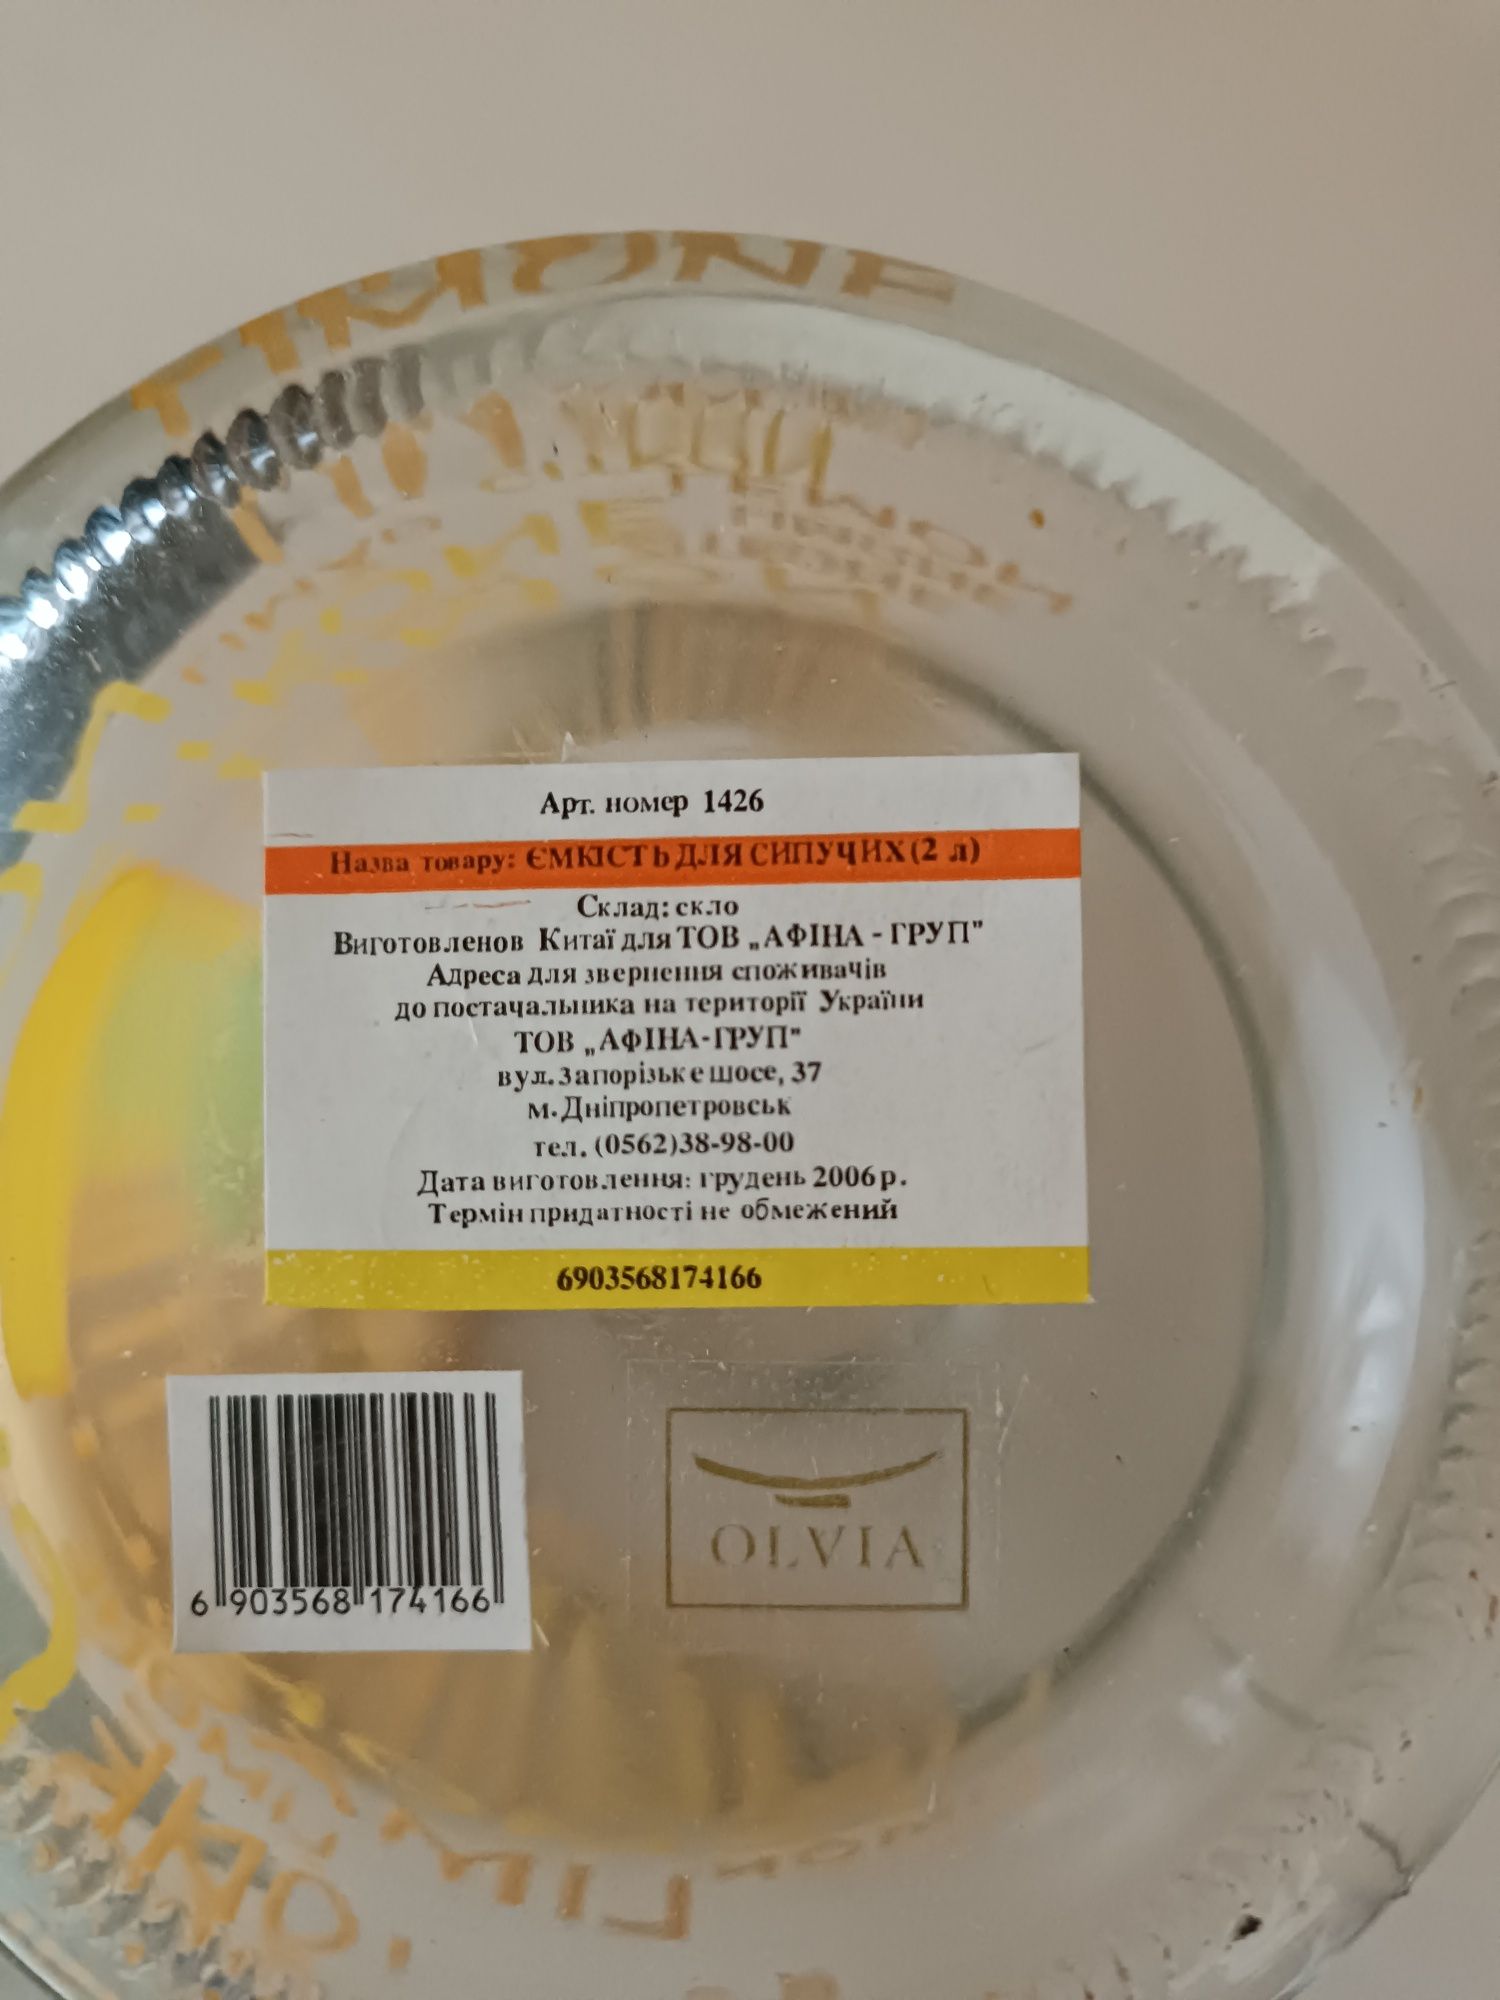 Арт. номер 1426
Назва товару: ЄМКІСТЬ ДЛЯ СИПУЧИХ (2 л)
Склад: скло
Виготовленов Китаї для ТОВ „АФІНА - ГРУП"
Адреса для звернення споживачів
до постачальника на території України
ТОВ „АФІНА-ГРУП"
вул. Запорізьке шосе, 37
м. Дніпропетровськ
тел. (0562)38-98-00
Дата виготовлення: грудень 2006 р.
Термін придатності не обмежений
6903568174166
6 903568 174166
OLVIA